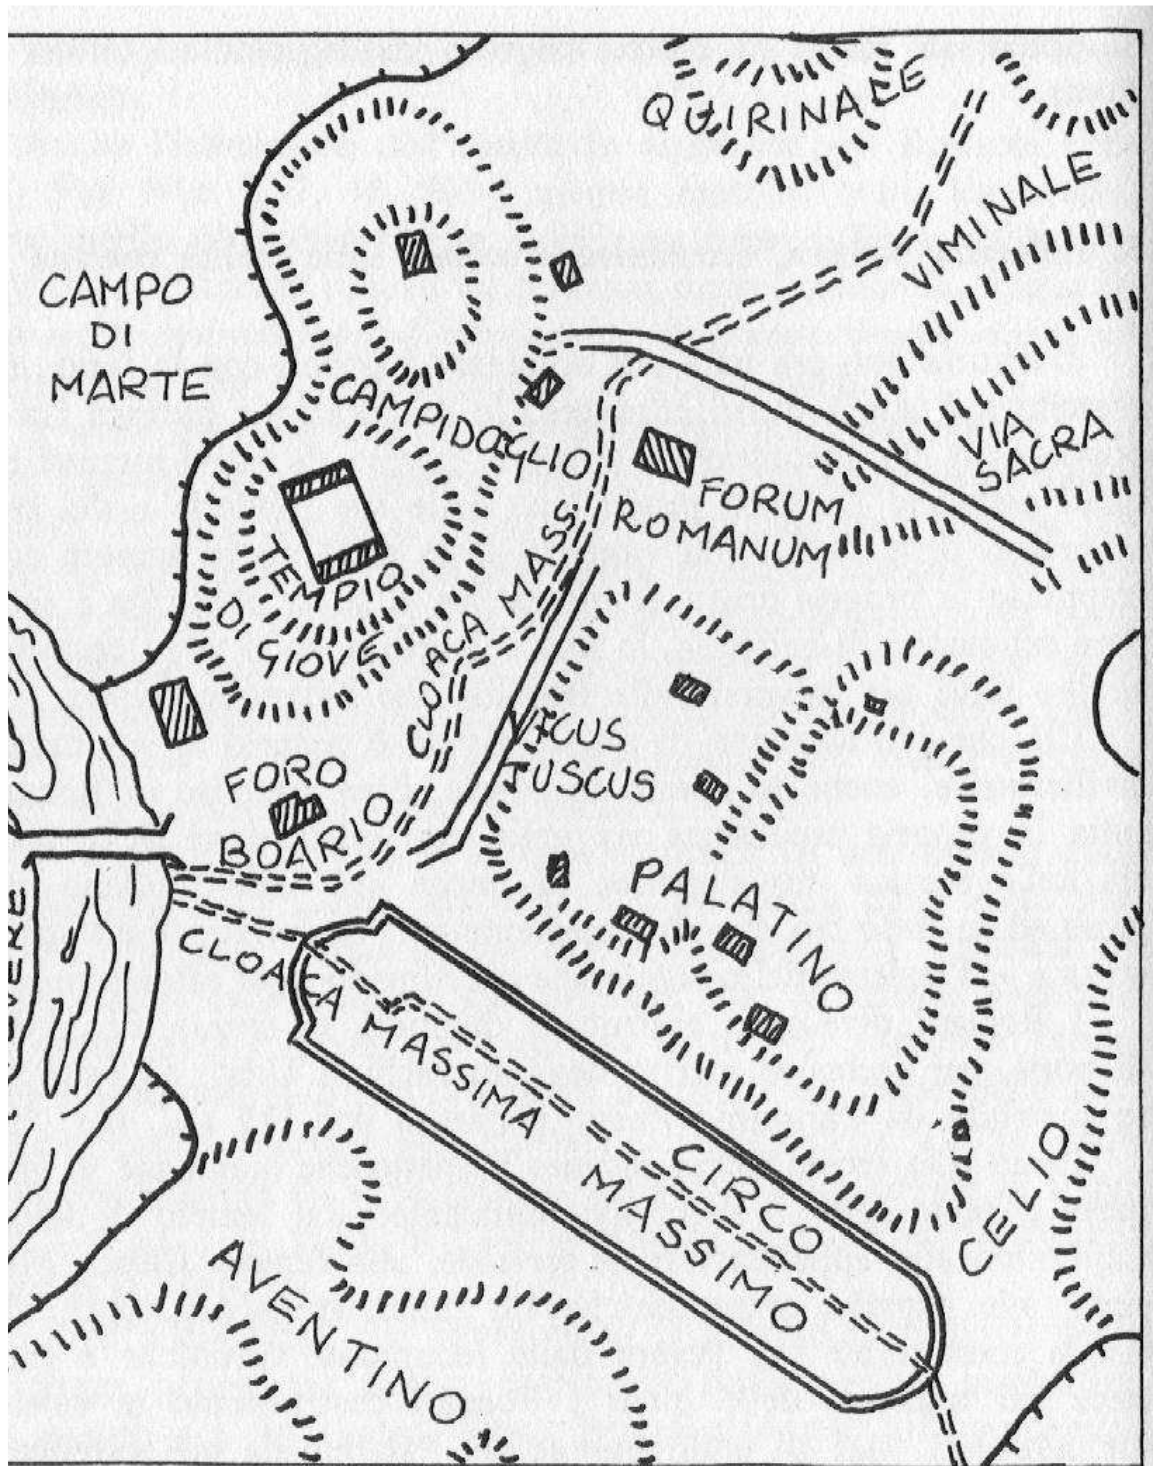 QUIRINALE
VIMINALE
CAMPO
DI
MARTE
CAMPIDOGLIO
VIA
SACRA
FORUM
ROMANUM
TEMPIO
DI GIOVE
CLOACA MASS
VICUS
TUSCUS
FORO
BOARIO
PALATINO
CLOACA MASSIMA
CIRCO
MASSIMO
CELIO
AVENTINO